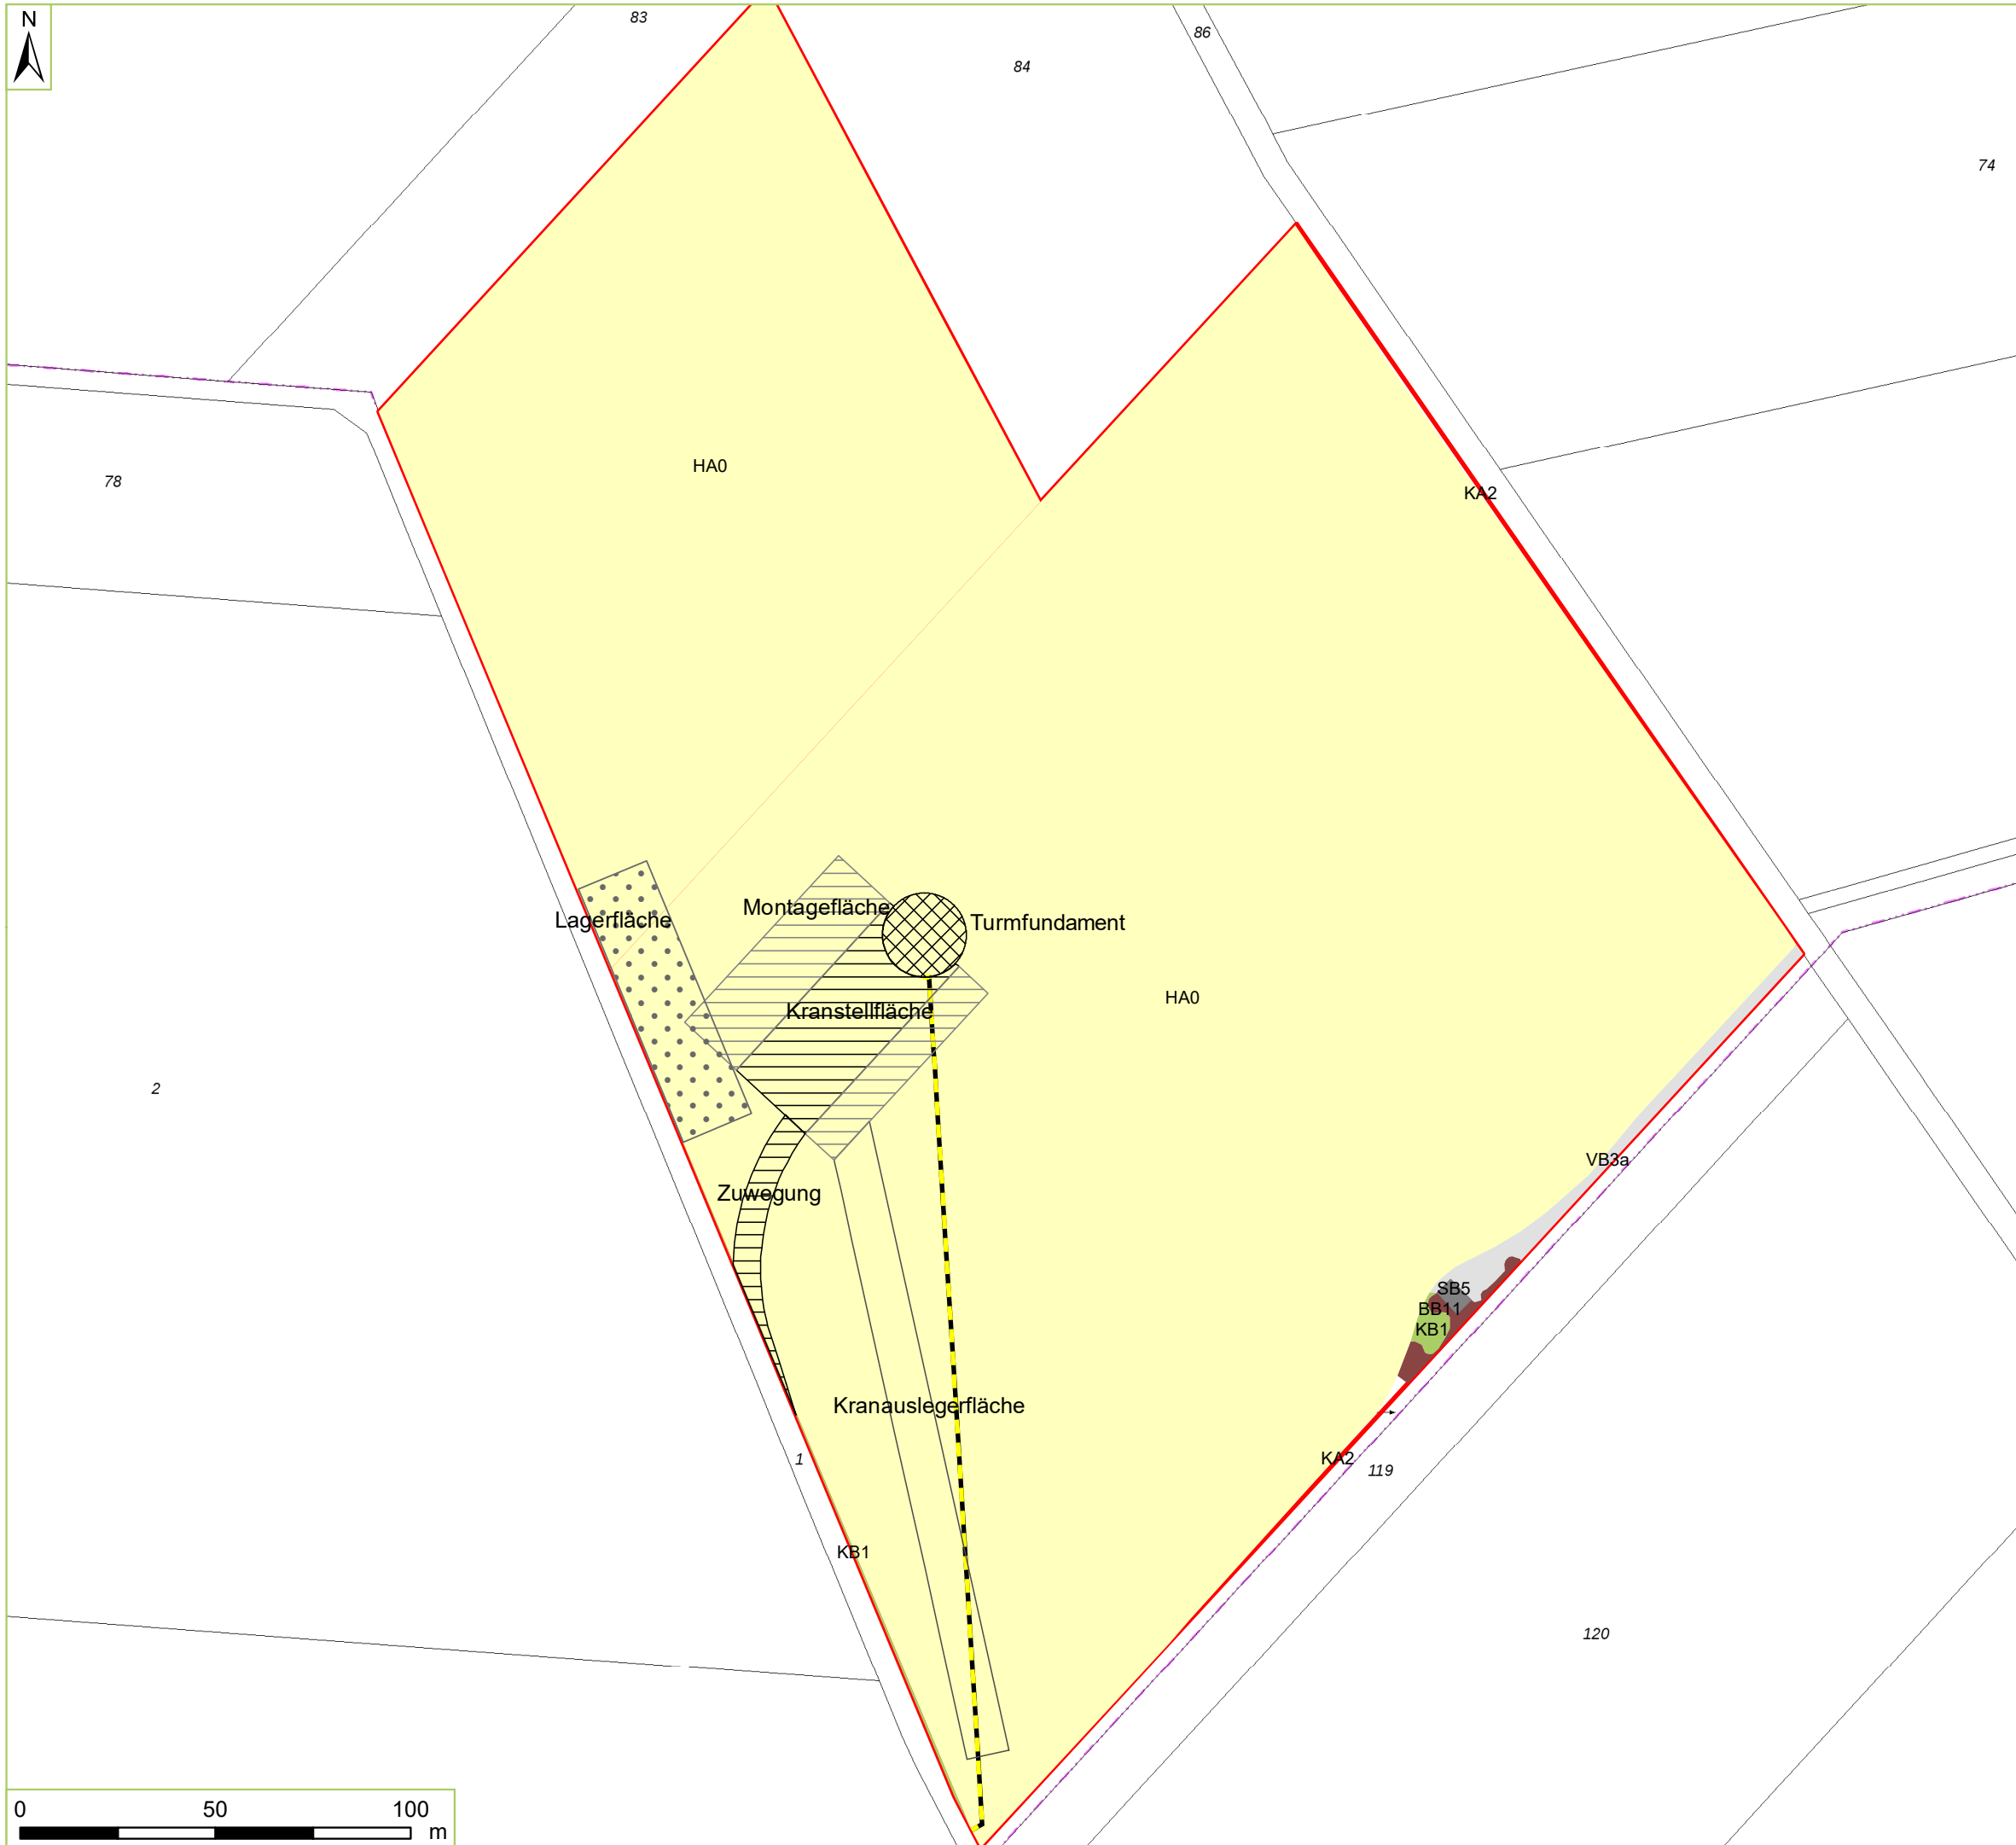 N
83
86
84
74
HA0
78
KA2
Montagefläche
Lagerfläche
Turmfundament
HA0
Kranstellfläche
2
VB3a
Zuwegung
SB5
BB11
KB1
Kranauslegerfläche
1
KA2
119
KB1
120
0 50 100
m